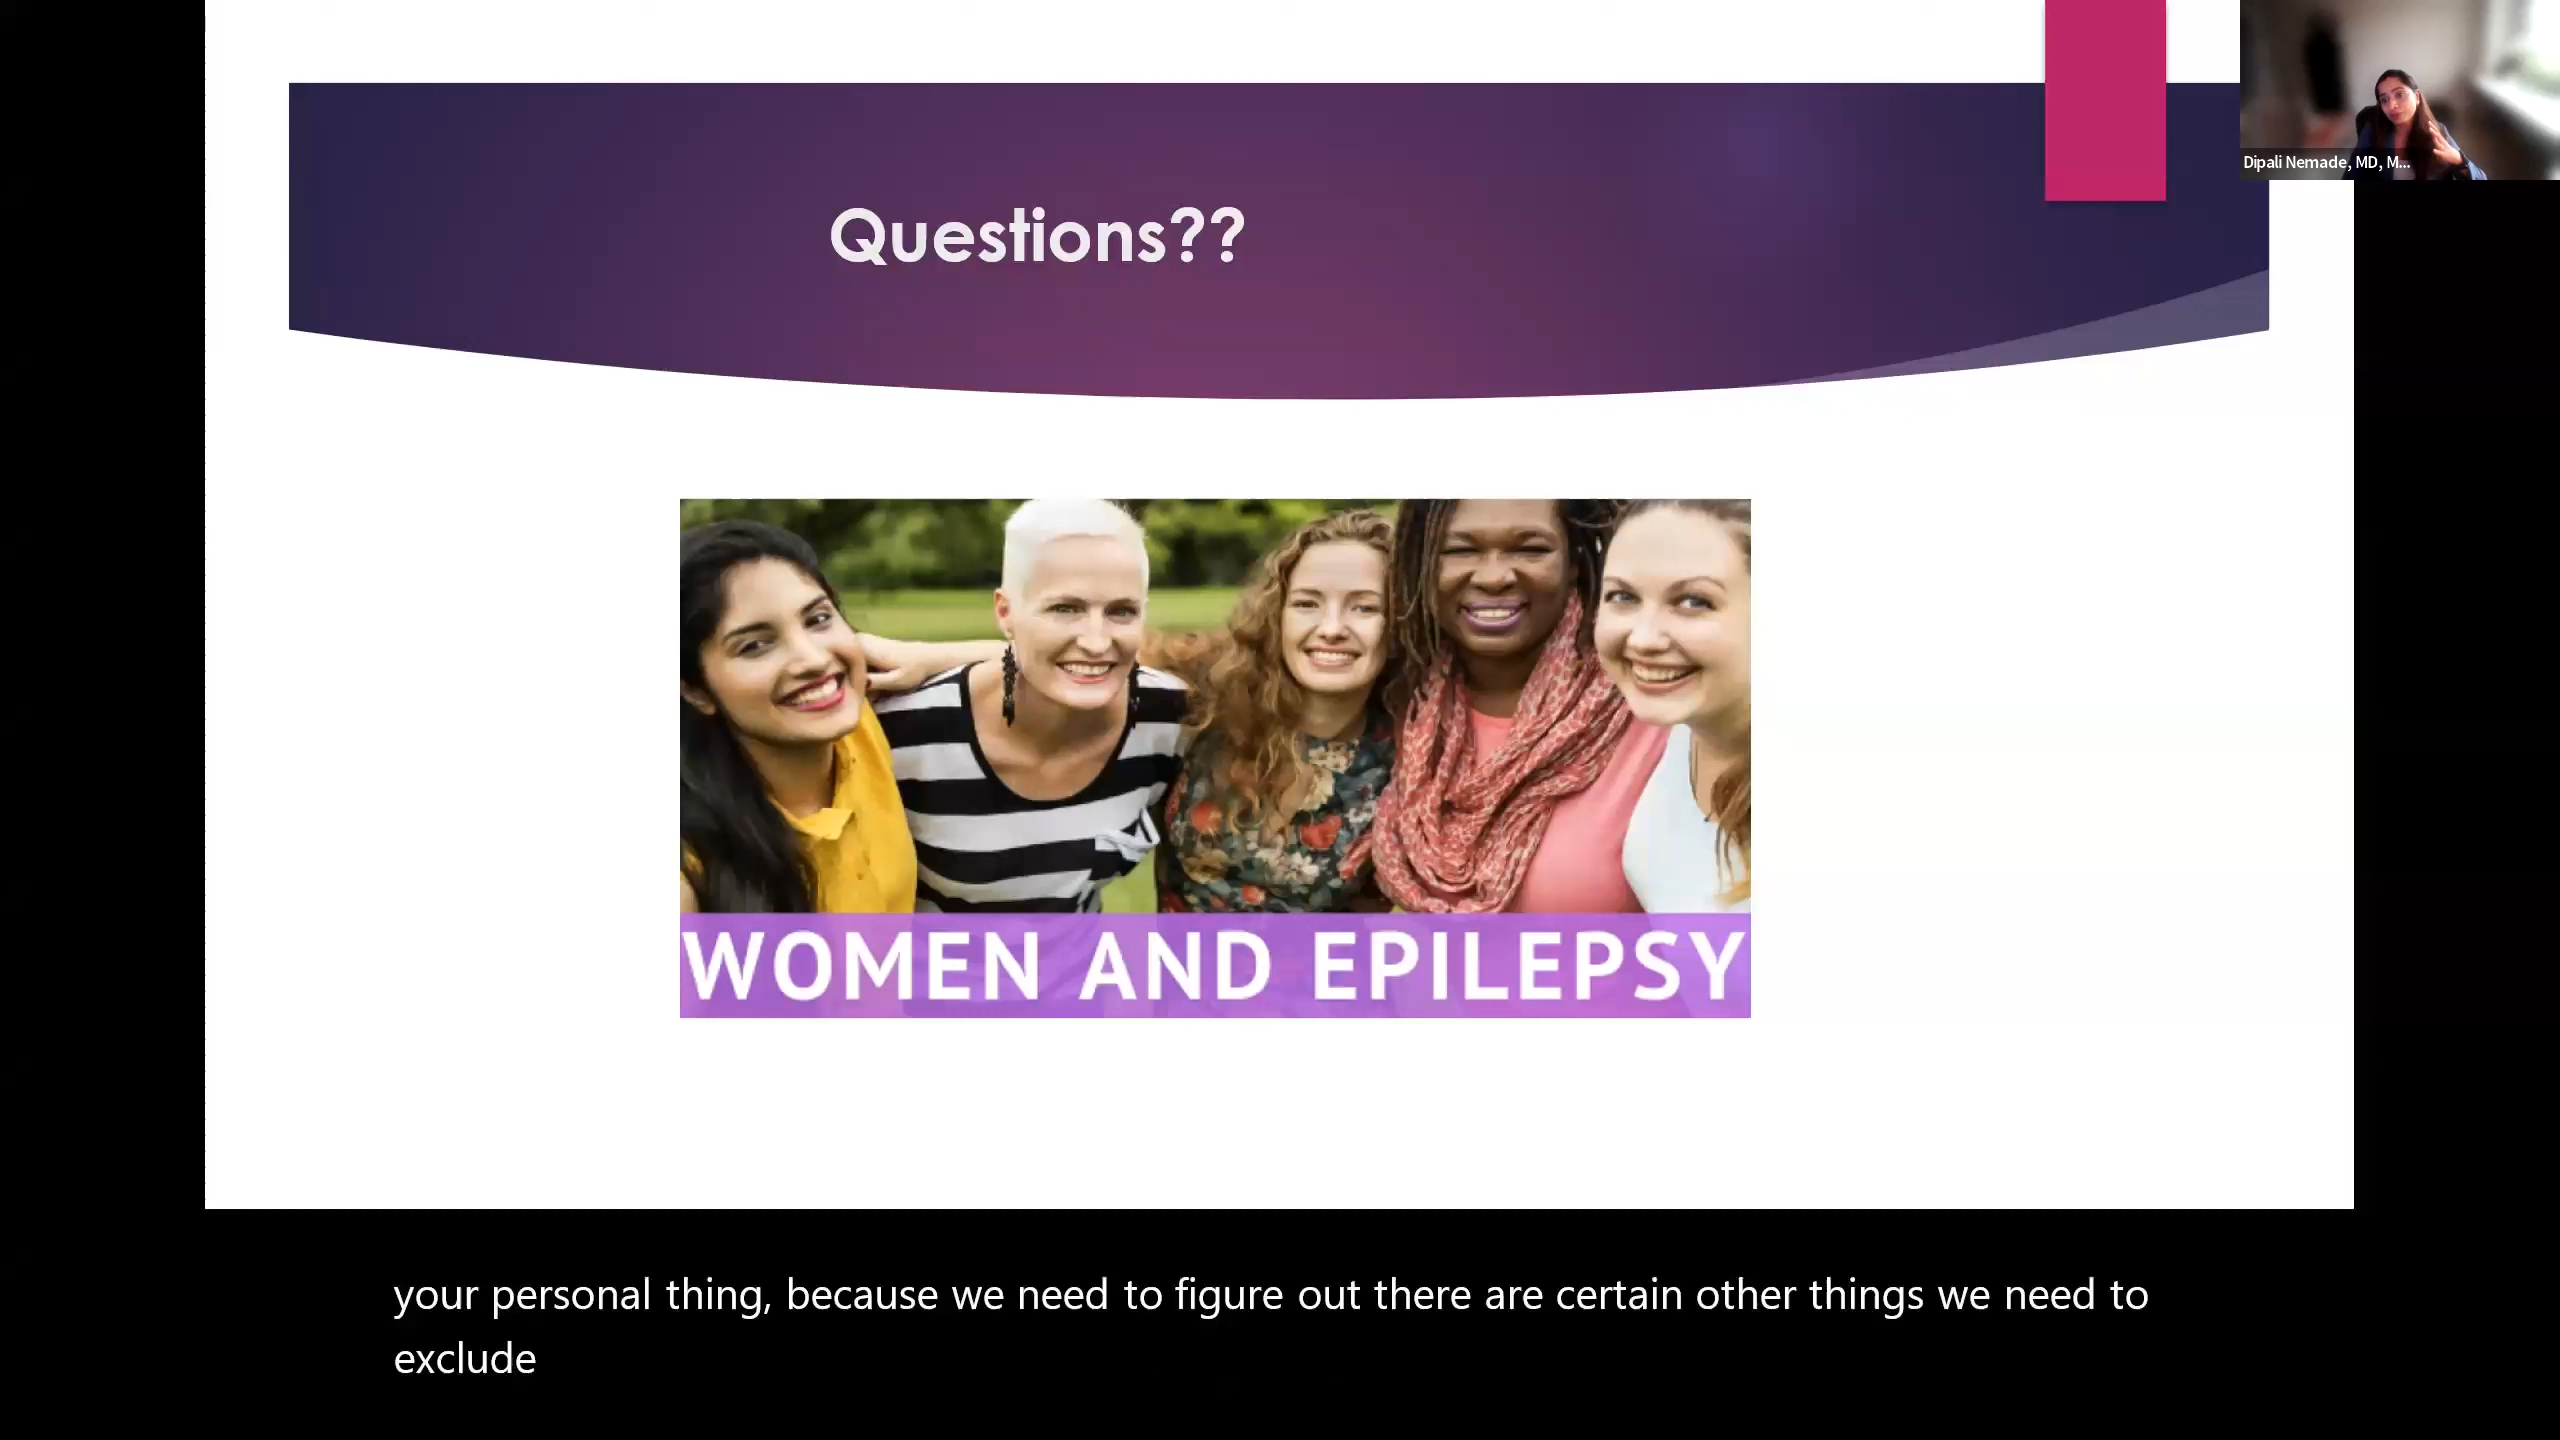 Questions??
Dipali Nemade, MD, M...
WOMEN AND EPILEPSY
your personal thing, because we need to figure out there are certain other things we need to
exclude